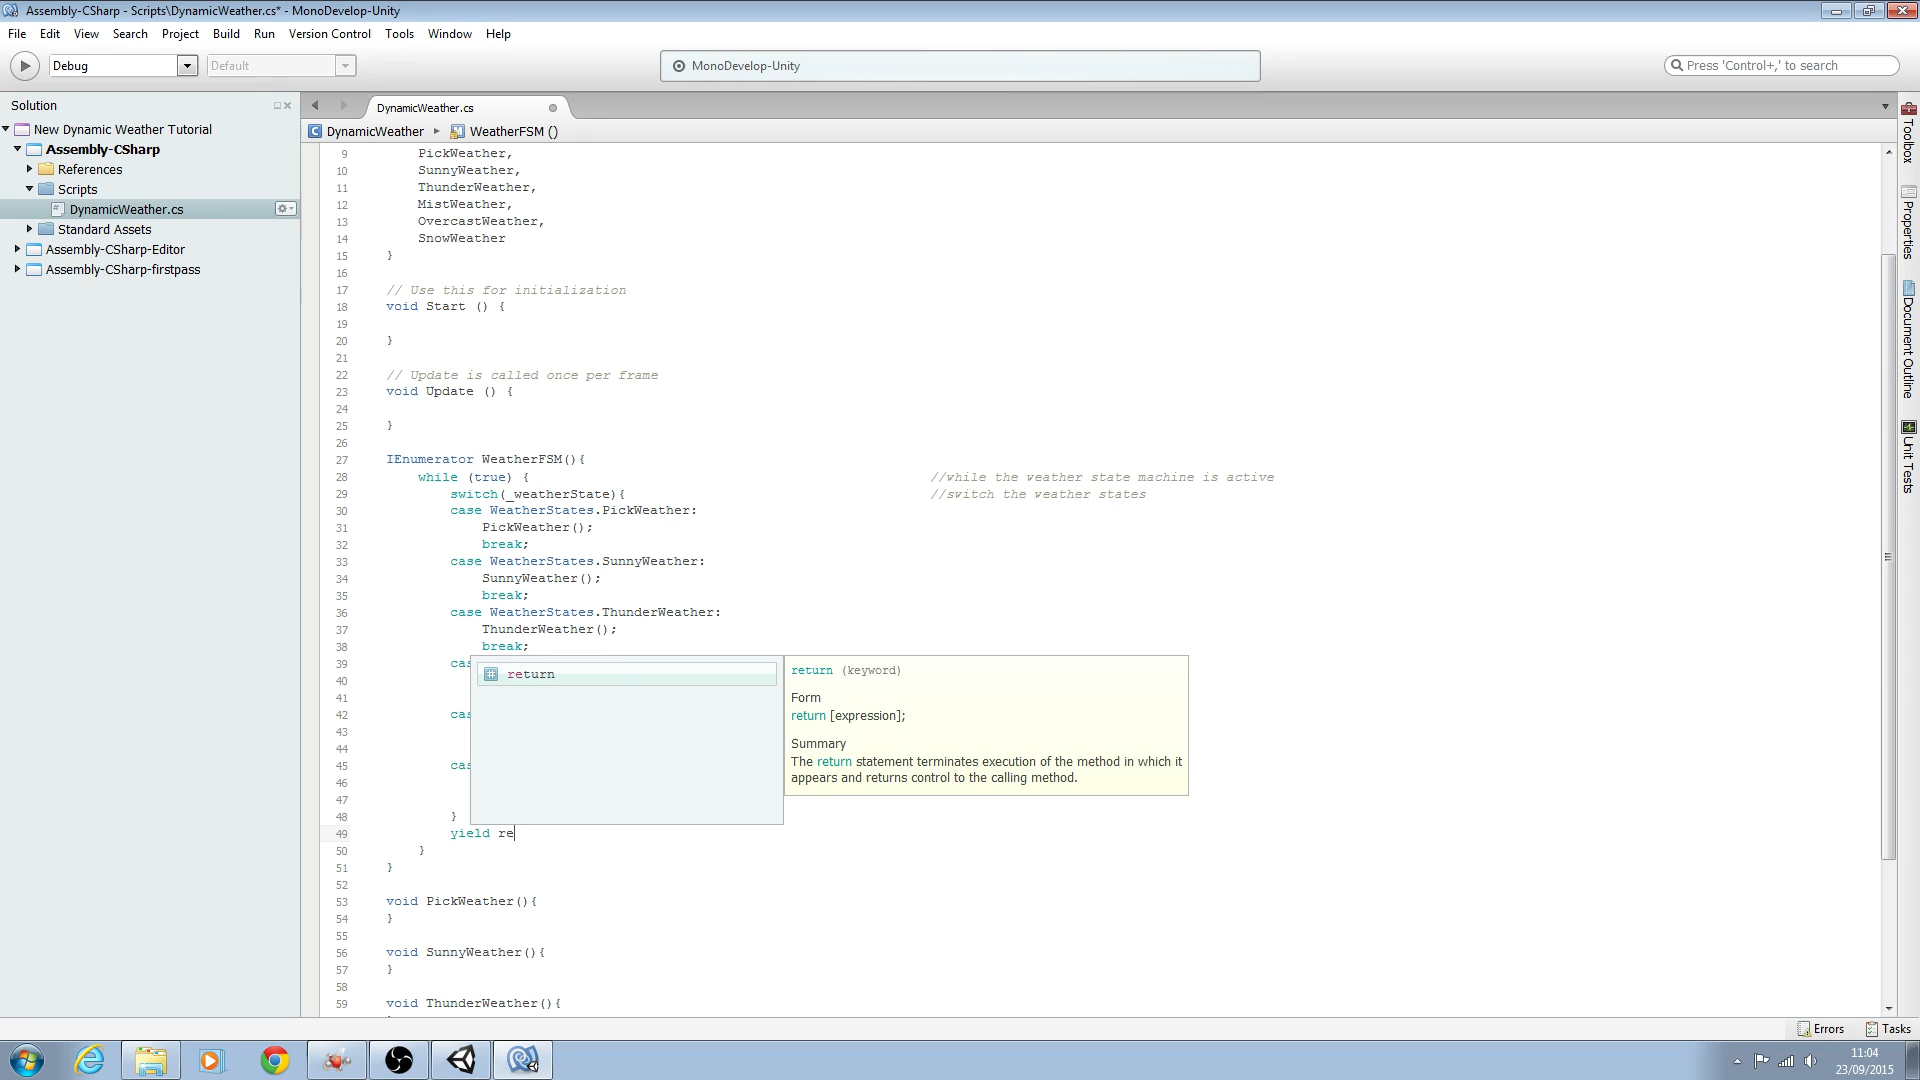 Assembly-CSharp - Scripts\DynamicWeather.cs* - MonoDevelop-Unity
File Edit View Search Project Build Run Version Control Tools Window Help
Debug Default MonoDevelop-Unity Press 'Control+,' to search
Solution
New Dynamic Weather Tutorial
Assembly-CSharp
References
Scripts
DynamicWeather.cs
Standard Assets
Assembly-CSharp-Editor
Assembly-CSharp-firstpass
DynamicWeather.cs
DynamicWeather WeatherFSM ()
9 PickWeather,
10 SunnyWeather,
11 ThunderWeather,
12 MistWeather,
13 OvercastWeather,
14 SnowWeather
15 }
16
17 // Use this for initialization
18 void Start () {
19
20 }
21
22 // Update is called once per frame
23 void Update () {
24
25 }
26
27 IEnumerator WeatherFSM(){
28 while (true) { //while the weather state machine is active
29 switch(_weatherState){ //switch the weather states
30 case WeatherStates.PickWeather:
31 PickWeather();
32 break;
33 case WeatherStates.SunnyWeather:
34 SunnyWeather();
35 break;
36 case WeatherStates.ThunderWeather:
37 ThunderWeather();
38 break;
39 cas
40
41
42 cas
43
44
45 cas
46
47
48 }
49 yield re
50 }
51 }
52
53 void PickWeather(){
54 }
55
56 void SunnyWeather(){
57 }
58
59 void ThunderWeather(){
return
return (keyword)
Form
return [expression];
Summary
The return statement terminates execution of the method in which it
appears and returns control to the calling method.
Toolbox
Properties
Document Outline
Unit Tests
Errors Tasks
11:04
23/09/2015